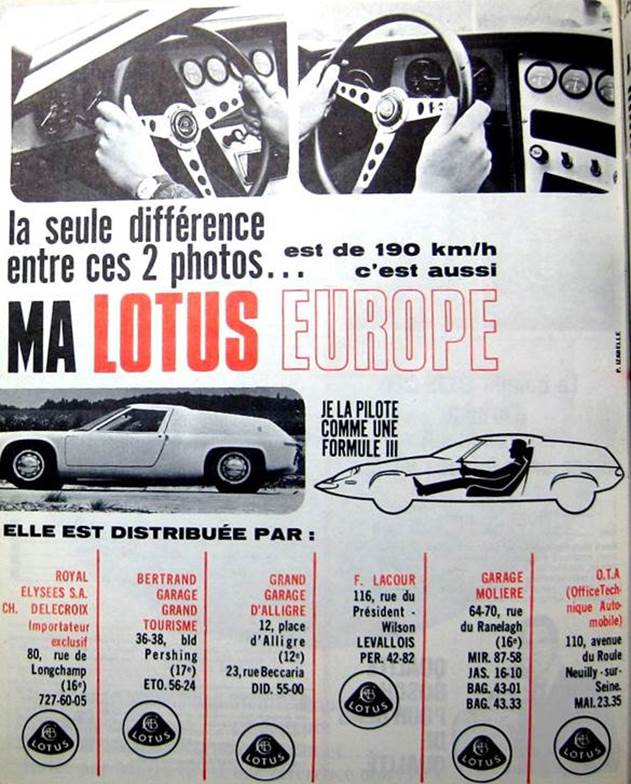 la seule différence
entre ces 2 photos...
est de 190 km/h
c'est aussi
MA LOTUS EUROPE
P. IZABELLE
JE LA PILOTE
COMME UNE
FORMULE III
ELLE EST DISTRIBUÉE PAR :
ROYAL
ELYSEES S.A.
CH. DELECROIX
Importateur
exclusif
80, rue de
Longchamp
(16e)
727-60-05
LOTUS
BERTRAND
GARAGE
GRAND
TOURISME
36-38, bld
Pershing
(17e)
ETO. 56-24
LOTUS
GRAND
GARAGE
D'ALLIGRE
12, place
d'Alligre
(12e)
23, rue Beccaria
DID. 55-00
LOTUS
F. LACOUR
116, rue du
Président -
Wilson
LEVALLOIS
PER. 42-82
LOTUS
GARAGE
MOLIERE
64-70, rue
du Ranelagh
(16e)
MIR. 87-58
JAS. 16-10
BAG. 43-01
BAG. 43.33
LOTUS
O.T.A
(OfficeTech-
nique Auto-
mobile)
110, avenue
du Roule
Neuilly-sur-
Seine.
MAI. 23.35
LOTUS